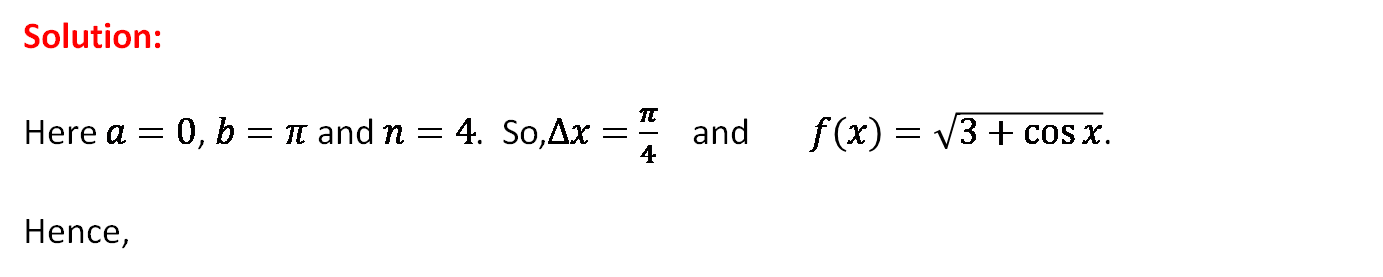 Solution:
Here a = 0, b = π and n = 4. So,Δx = π/4 and f(x) = √(3 + cos x).
Hence,